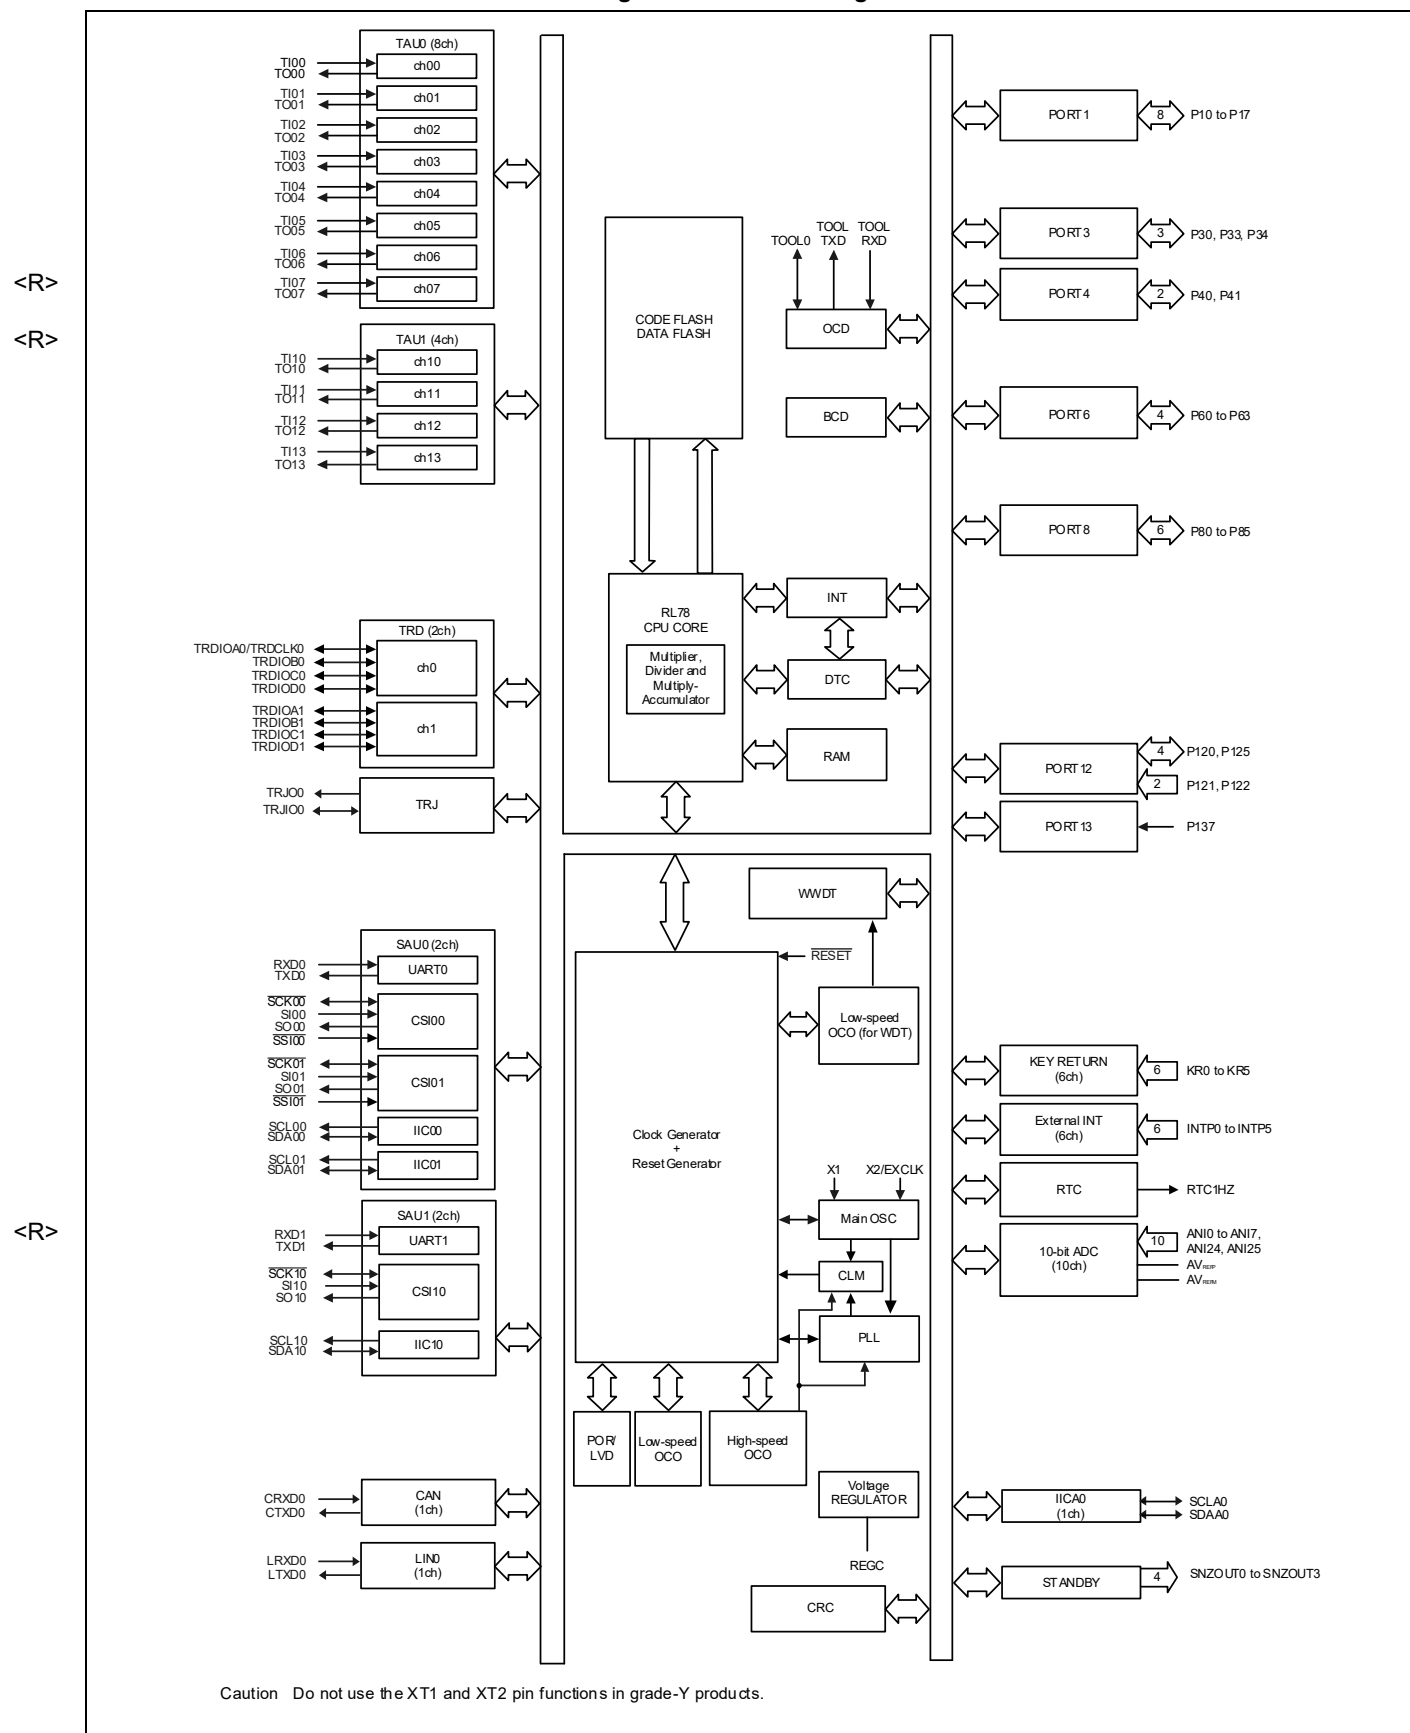 TAU0 (8ch)
TI00
TO00
ch00
TI01
TO01
ch01
TI02
TO02
ch02
TI03
TO03
ch03
TI04
TO04
ch04
TI05
TO05
ch05
TI06
TO06
ch06
<R>
TI07
TO07
ch07
<R>
TAU1 (4ch)
TI10
TO10
ch10
TI11
TO11
ch11
TI12
TO12
ch12
TI13
TO13
ch13
TRD (2ch)
TRDIOA0/TRDCLK0
TRDIOB0
TRDIOC0
TRDIOD0
ch0
TRDIOA1
TRDIOB1
TRDIOC1
TRDIOD1
ch1
TRJO0
TRJIO0
TRJ
SAU0 (2ch)
RXD0
TXD0
UART0
SCK00
SI00
SO00
SSI00
CSI00
SCK01
SI01
SO01
SSI01
CSI01
SCL00
SDA00
IIC00
SCL01
SDA01
IIC01
<R>
SAU1 (2ch)
RXD1
TXD1
UART1
SCK10
SI10
SO10
CSI10
SCL10
SDA10
IIC10
CRXD0
CTXD0
CAN
(1ch)
LRXD0
LTXD0
LIN0
(1ch)
CODE FLASH
DATA FLASH
TOOL0
TOOL
TXD
TOOL
RXD
OCD
BCD
RL78
CPU CORE
Multiplier,
Divider and
Multiply-
Accumulator
INT
DTC
RAM
WWDT
RESET
Low-speed
OCO (for WDT)
Clock Generator
+
Reset Generator
X1
X2/EXCLK
Main OSC
CLM
PLL
POR/
LVD
Low-speed
OCO
High-speed
OCO
Voltage
REGULATOR
REGC
CRC
PORT1
8
P10 to P17
PORT3
3
P30, P33, P34
PORT4
2
P40, P41
PORT6
4
P60 to P63
PORT8
6
P80 to P85
PORT12
4
P120, P125
2
P121, P122
PORT13
P137
KEY RETURN
(6ch)
6
KR0 to KR5
External INT
(6ch)
6
INTP0 to INTP5
RTC
RTC1HZ
10-bit ADC
(10ch)
10
ANI0 to ANI7,
ANI24, ANI25
AVREFP
AVREFM
IICA0
(1ch)
SCLA0
SDAA0
STANDBY
4
SNZOUT0 to SNZOUT3
Caution Do not use the XT1 and XT2 pin functions in grade-Y products.